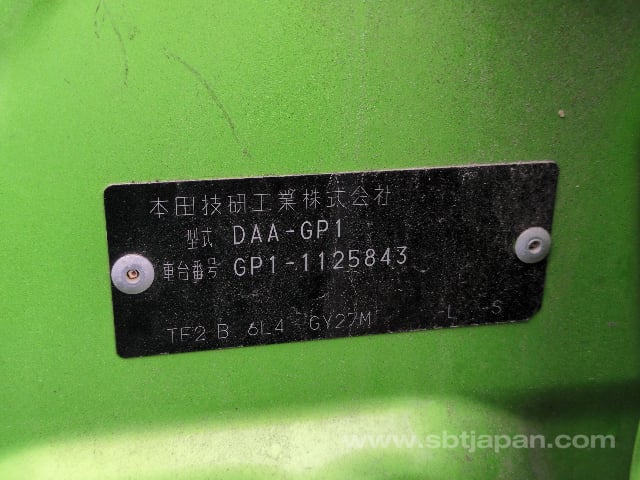 本田技研工業株式会社
型式 DAA-GP1
車台番号 GP1-1125843
TF2 B 6L4 GY27M -L -S
www.sbtjapan.com